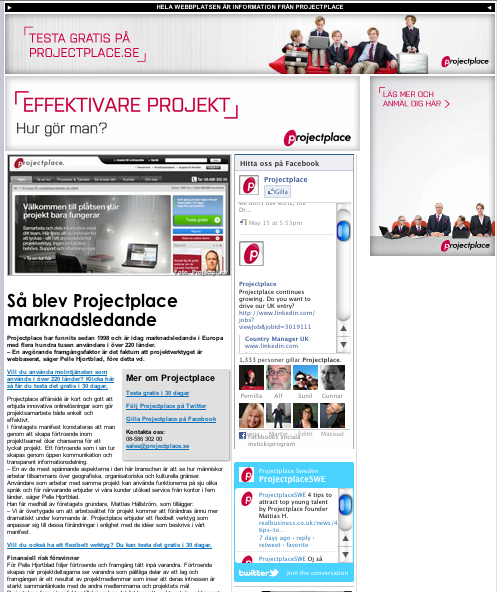 HELA WEBBPLATSEN ÄR INFORMATION FRÅN PROJECTPLACE
TESTA GRATIS PÅ
PROJECTPLACE.SE
projectplace
EFFEKTIVARE PROJEKT
Hur gör man?
projectplace
LÄS MER OCH
ANMÄL DIG HÄR
projectplace
projectplace.
Välkommen till platsen där
projekt bara fungerar
Testa gratis
Foto: Projectplace
Så blev Projectplace
marknadsledande
Projectplace har funnits sedan 1998 och är idag marknadsledande i Europa
med flera hundra tusen användare i över 220 länder.
– En avgörande framgångsfaktor är det faktum att projektverktyget är
webbaserat, säger Pelle Hjortblad, före detta vd.
Vill du använda molntjänsten som
används i över 220 länder? Klicka här
så får du testa det gratis i 30 dagar.
Projectplace affärsidé är kort och gott att
erbjuda innovativa onlinelösningar som gör
projektsamarbete både enkelt och
effektivt.
I företagets manifest konstateras att man
genom att skapa förtroende inom
projektteamet ökar chanserna för ett
lyckat projekt. Ett förtroende som i sin tur
skapas genom öppen kommunikation och
transparent informationsdelning.
– En av de mest spännande aspekterna i den här branschen är att se hur människor
arbetar tillsammans över geografiska, organisatoriska och kulturella gränser.
Användare som arbetar med samma projekt kan använda funktionerna på sju olika
språk och för närvarande erbjuder vi våra kunder utökad service från kontor i fem
länder, säger Pelle Hjortblad.
Han får medhåll av företagets grundare, Mattias Hällström, som tillägger:
– Vi är övertygade om att arbetssättet för projekt kommer att förändras ännu mer
dramatiskt under kommande år. Projectplace erbjuder ett flexibelt verktyg som
anpassar sig till dessa förändringar i enlighet med de idéer som beskrivs i vårt
manifest.
Vill du också ha ett flexibelt verktyg? Du kan testa det gratis i 30 dagar.
Finansiell risk försvinner
För Pelle Hjortblad följer förtroende och framgång tätt inpå varandra. Förtroende
skapas när projektdeltagarna ser varandra som pålitliga delar av ett lag och
framgången är ett resultat av projektmedlemmar som inser att deras intressen är
starkt sammanlänkade med de andra medlemmarna och projektets mål
Mer om Projectplace
Testa gratis i 30 dagar
Följ Projectplace på Twitter
Gilla Projectplace på Facebook
Kontakta oss:
08-586 302 00
sales@projectplace.se
Hitta oss på Facebook
Projectplace
Gilla
Dr...
May 15 at 5:53pm
Projectplace
Projectplace continues
growing. Do you want to
drive our UK entry?
http://www.linkedin.com/
jobs?
viewJob&jobId=3019111
Country Manager UK
www.linkedin.com
1,333 personer gillar Projectplace.
Pernilla Alf Sunil Gunnar
Martin Edith Masoud
Facebooks sociala
insticksprogram
Projectplace Sweden
ProjectplaceSWE
ProjectplaceSWE 4 tips to
attract top young talent
by Projectplace founder
Mattias H.
realbusiness.co.uk/news/4
tips-to…
7 days ago · reply ·
retweet · favorite
ProjectplaceSWE Oj så
twitter
Join the conversation